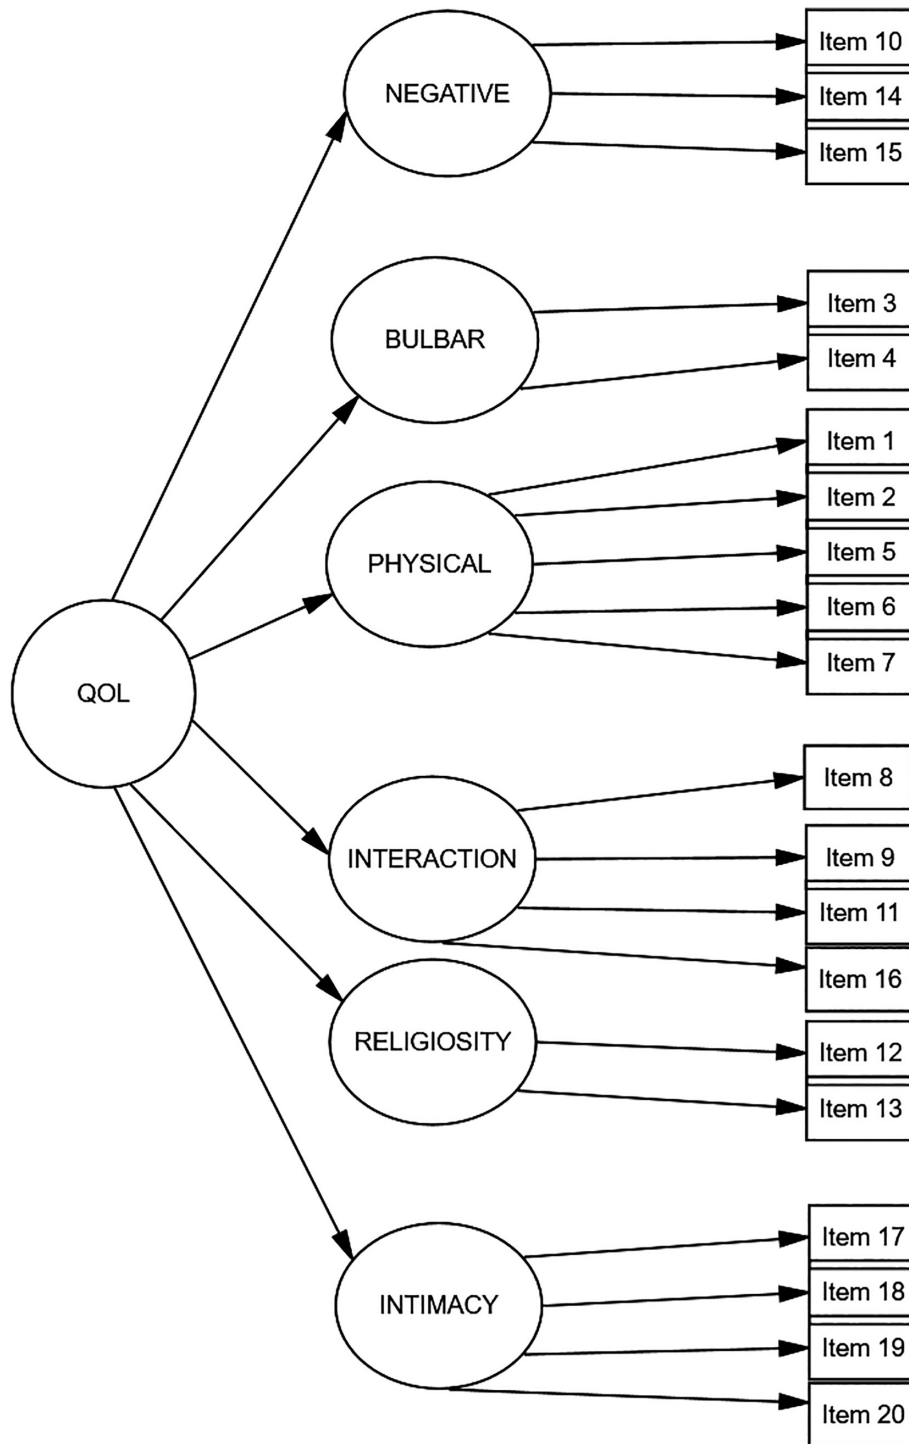 NEGATIVE
Item 10
Item 14
Item 15
BULBAR
Item 3
Item 4
PHYSICAL
Item 1
Item 2
Item 5
Item 6
Item 7
QOL
INTERACTION
Item 8
Item 9
Item 11
Item 16
RELIGIOSITY
Item 12
Item 13
INTIMACY
Item 17
Item 18
Item 19
Item 20